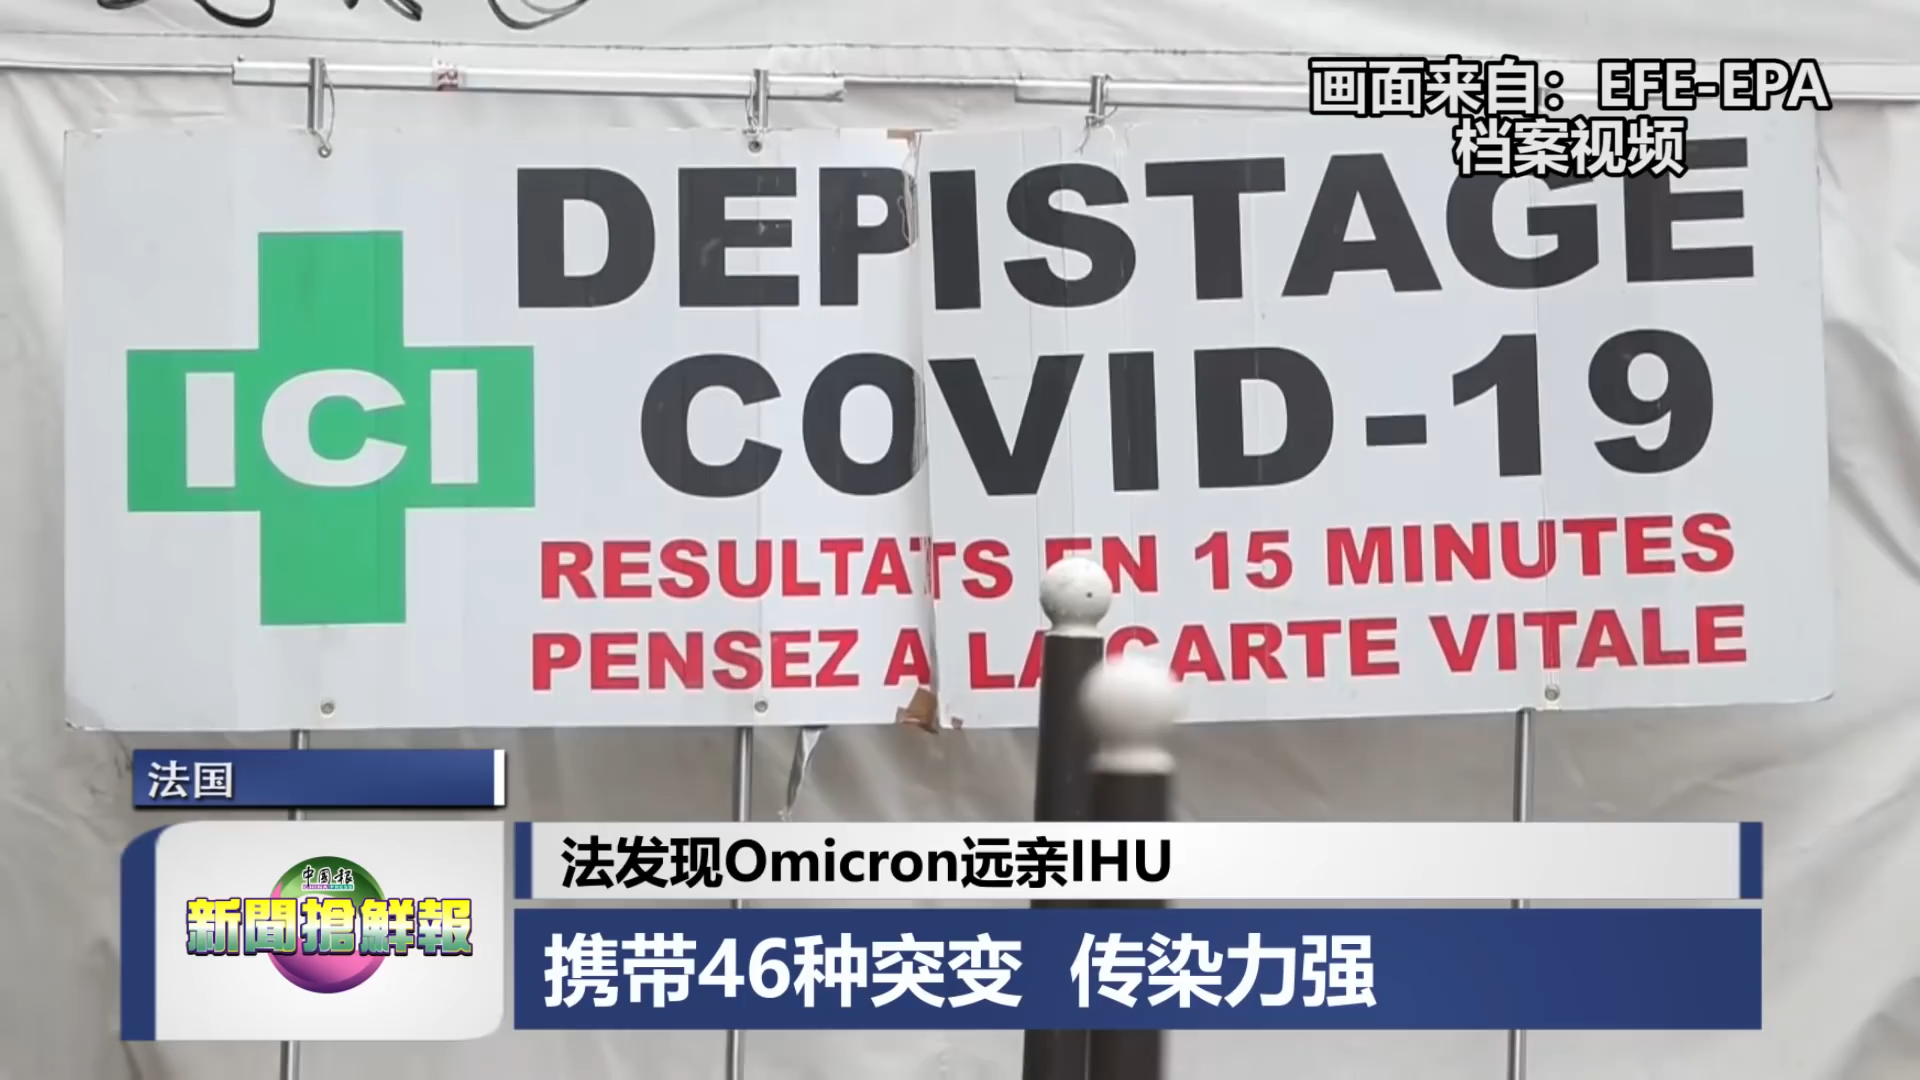 画面来自：EFE-EPA
档案视频
DEPISTAGE
COVID-19
ICI
RESULTATS EN 15 MINUTES
PENSEZ A LA CARTE VITALE
法国
法发现Omicron远亲IHU
中国报
CHINA PRESS
新聞搶鮮報
携带46种突变 传染力强